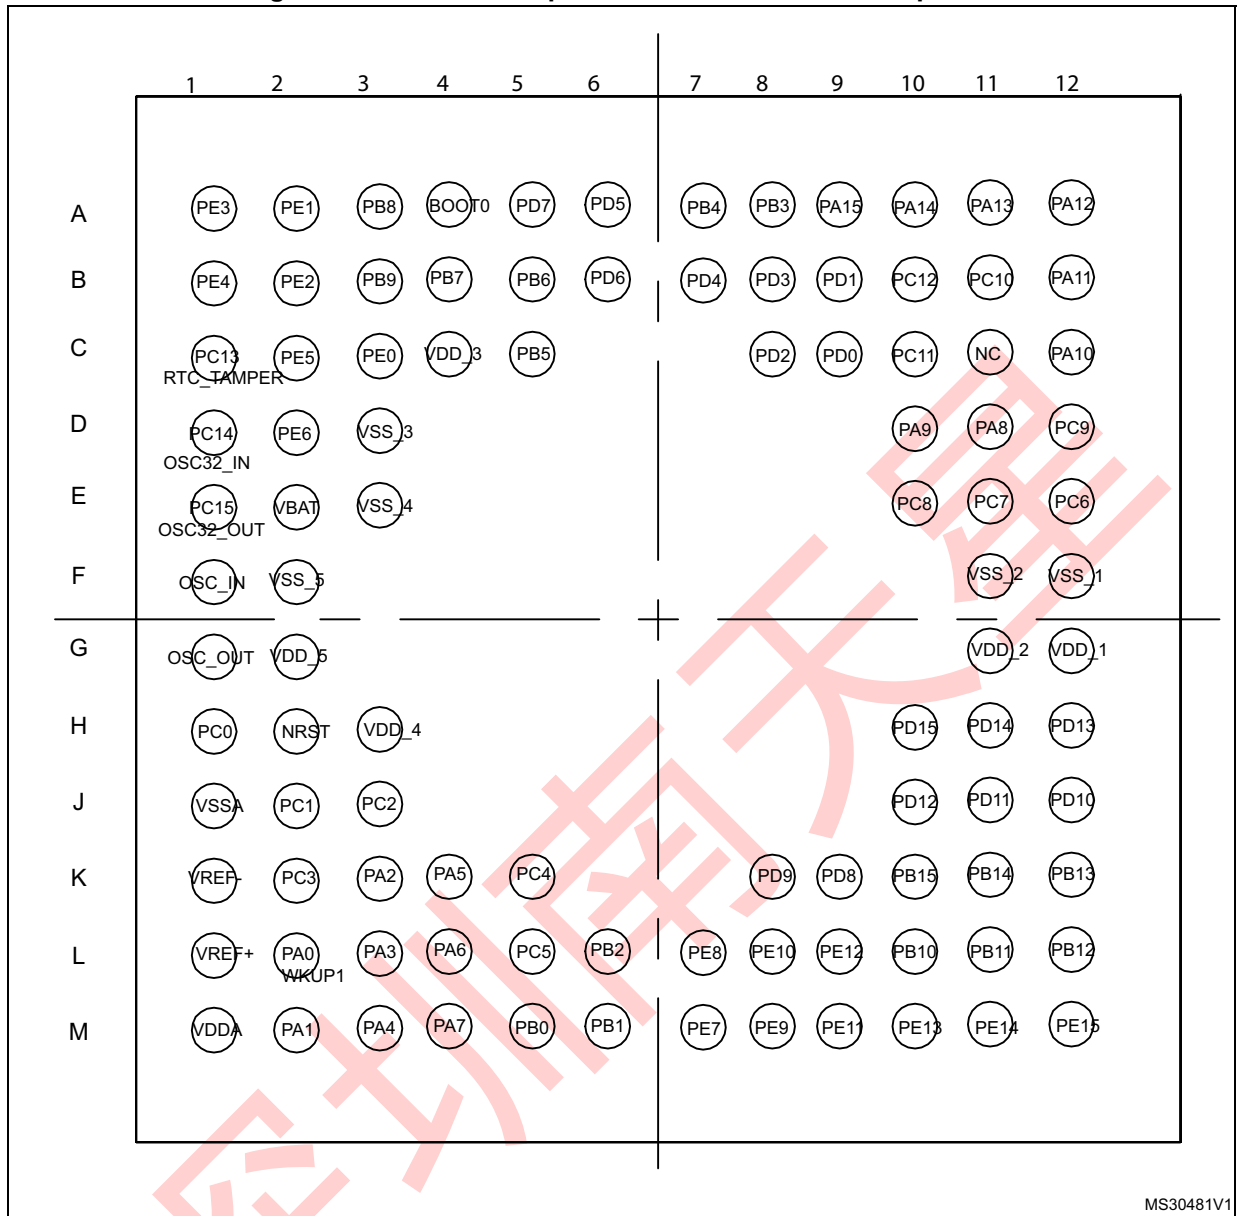 1 2 3 4 5 6 7 8 9 10 11 12
A PE3 PE1 PB8 BOOT0 PD7 PD5 PB4 PB3 PA15 PA14 PA13 PA12
B PE4 PE2 PB9 PB7 PB6 PD6 PD4 PD3 PD1 PC12 PC10 PA11
C PC13 PE5 PE0 VDD_3 PB5 PD2 PD0 PC11 NC PA10
RTC_TAMPER
D PC14 PE6 VSS_3 PA9 PA8 PC9
OSC32_IN
E PC15 VBAT VSS_4 PC8 PC7 PC6
OSC32_OUT
F OSC_IN VSS_5 VSS_2 VSS_1
G OSC_OUT VDD_5 VDD_2 VDD_1
H PC0 NRST VDD_4 PD15 PD14 PD13
J VSSA PC1 PC2 PD12 PD11 PD10
K VREF- PC3 PA2 PA5 PC4 PD9 PD8 PB15 PB14 PB13
L VREF+ PA0 PA3 PA6 PC5 PB2 PE8 PE10 PE12 PB10 PB11 PB12
WKUP1
M VDDA PA1 PA4 PA7 PB0 PB1 PE7 PE9 PE11 PE13 PE14 PE15
深圳南天星
MS30481V1